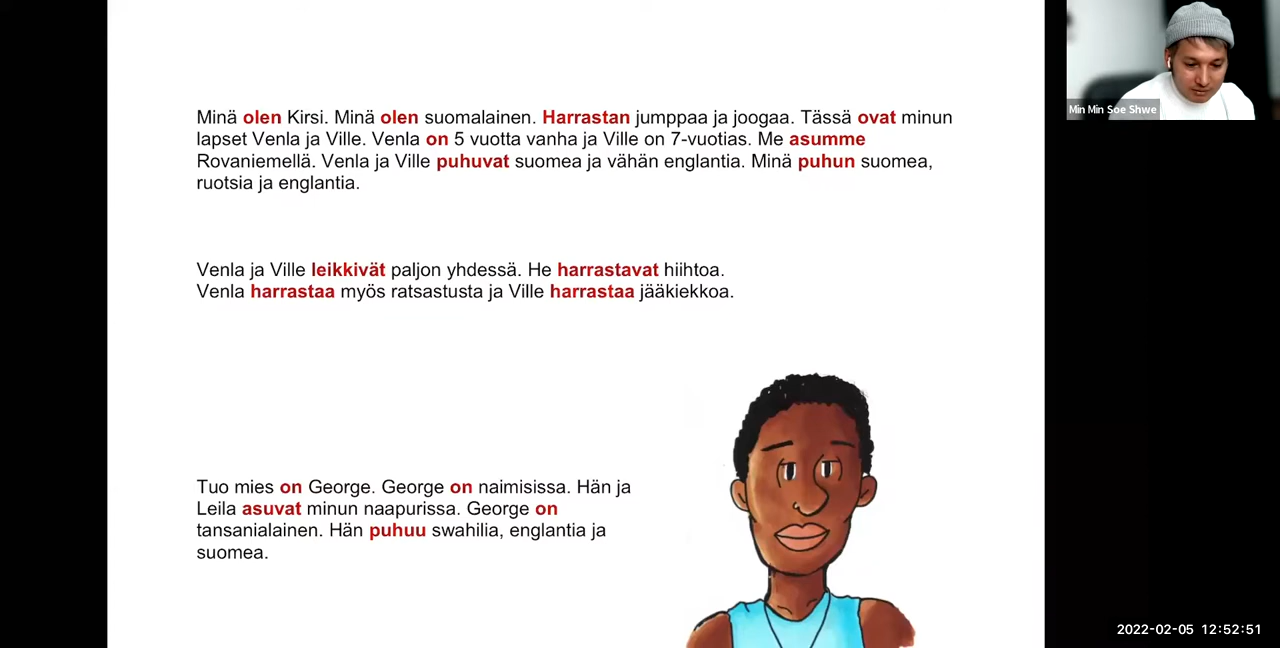 Minä olen Kirsi. Minä olen suomalainen. Harrastan jumppaa ja joogaa. Tässä ovat minun
lapset Venla ja Ville. Venla on 5 vuotta vanha ja Ville on 7-vuotias. Me asumme
Rovaniemellä. Venla ja Ville puhuvat suomea ja vähän englantia. Minä puhun suomea,
ruotsia ja englantia.
Venla ja Ville leikkivät paljon yhdessä. He harrastavat hiihtoa.
Venla harrastaa myös ratsastusta ja Ville harrastaa jääkiekkoa.
Tuo mies on George. George on naimisissa. Hän ja
Leila asuvat minun naapurissa. George on
tansanialainen. Hän puhuu swahilia, englantia ja
suomea.
Min Min Soe Shwe
2022-02-05 12:52:51